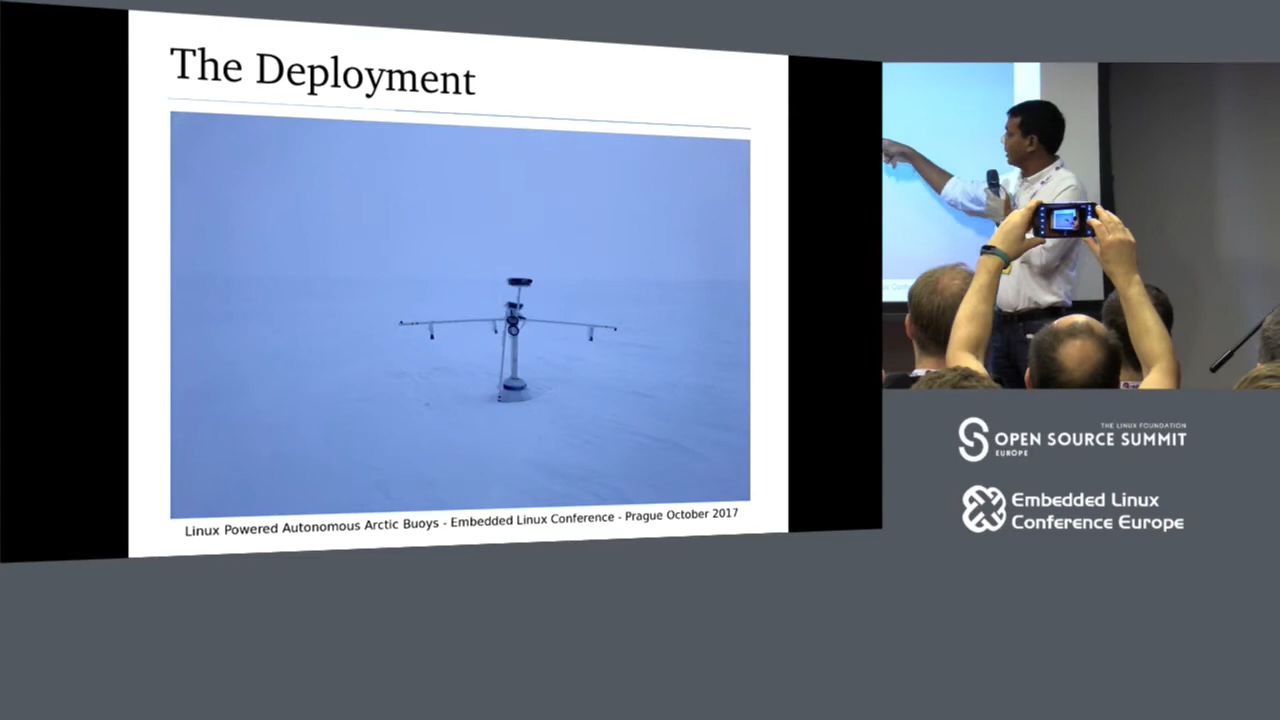 The Deployment
Linux Powered Autonomous Arctic Buoys - Embedded Linux Conference - Prague October 2017
THE LINUX FOUNDATION
OPEN SOURCE SUMMIT
EUROPE
Embedded Linux
Conference Europe